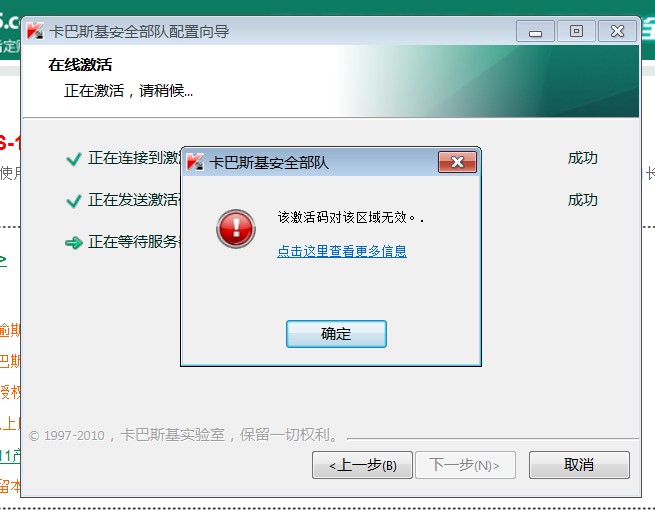 卡巴斯基安全部队配置向导
在线激活
正在激活，请稍候...
正在连接到激 成功
正在发送激活 成功
正在等待服务
卡巴斯基安全部队
该激活码对该区域无效。.
点击这里查看更多信息
确定
© 1997-2010，卡巴斯基实验室，保留一切权利。
<上一步(B) 下一步(N)> 取消